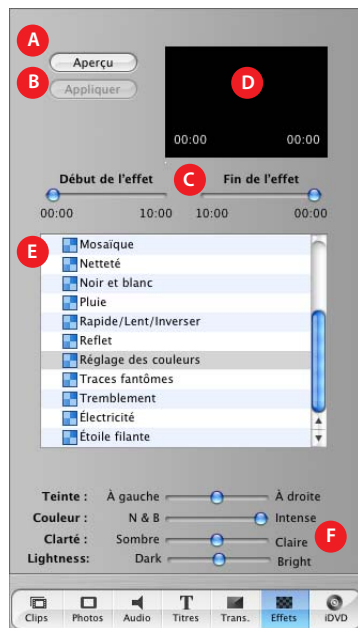 A
Aperçu
B
Appliquer
D
00:00 00:00
Début de l'effet C Fin de l'effet
00:00 10:00 10:00 00:00
E
Mosaïque
Netteté
Noir et blanc
Pluie
Rapide/Lent/Inverser
Reflet
Réglage des couleurs
Traces fantômes
Tremblement
Électricité
Étoile filante
Teinte : À gauche À droite
Couleur : N & B Intense
Clarté : Sombre Claire F
Lightness: Dark Bright
Clips Photos Audio Titres Trans. Effets iDVD